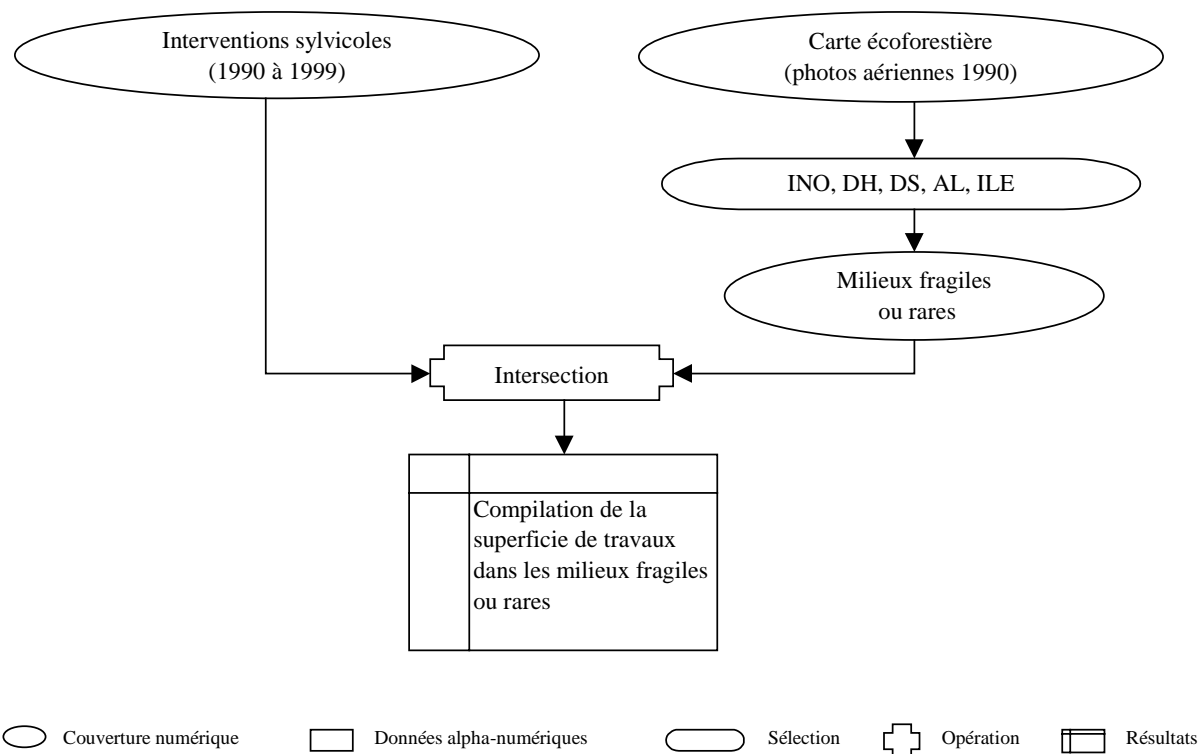 Interventions sylvicoles
(1990 à 1999)
Carte écoforestière
(photos aériennes 1990)
INO, DH, DS, AL, ILE
Milieux fragiles
ou rares
Intersection
Compilation de la
superficie de travaux
dans les milieux fragiles
ou rares
Couverture numérique
Données alpha-numériques
Sélection
Opération
Résultats